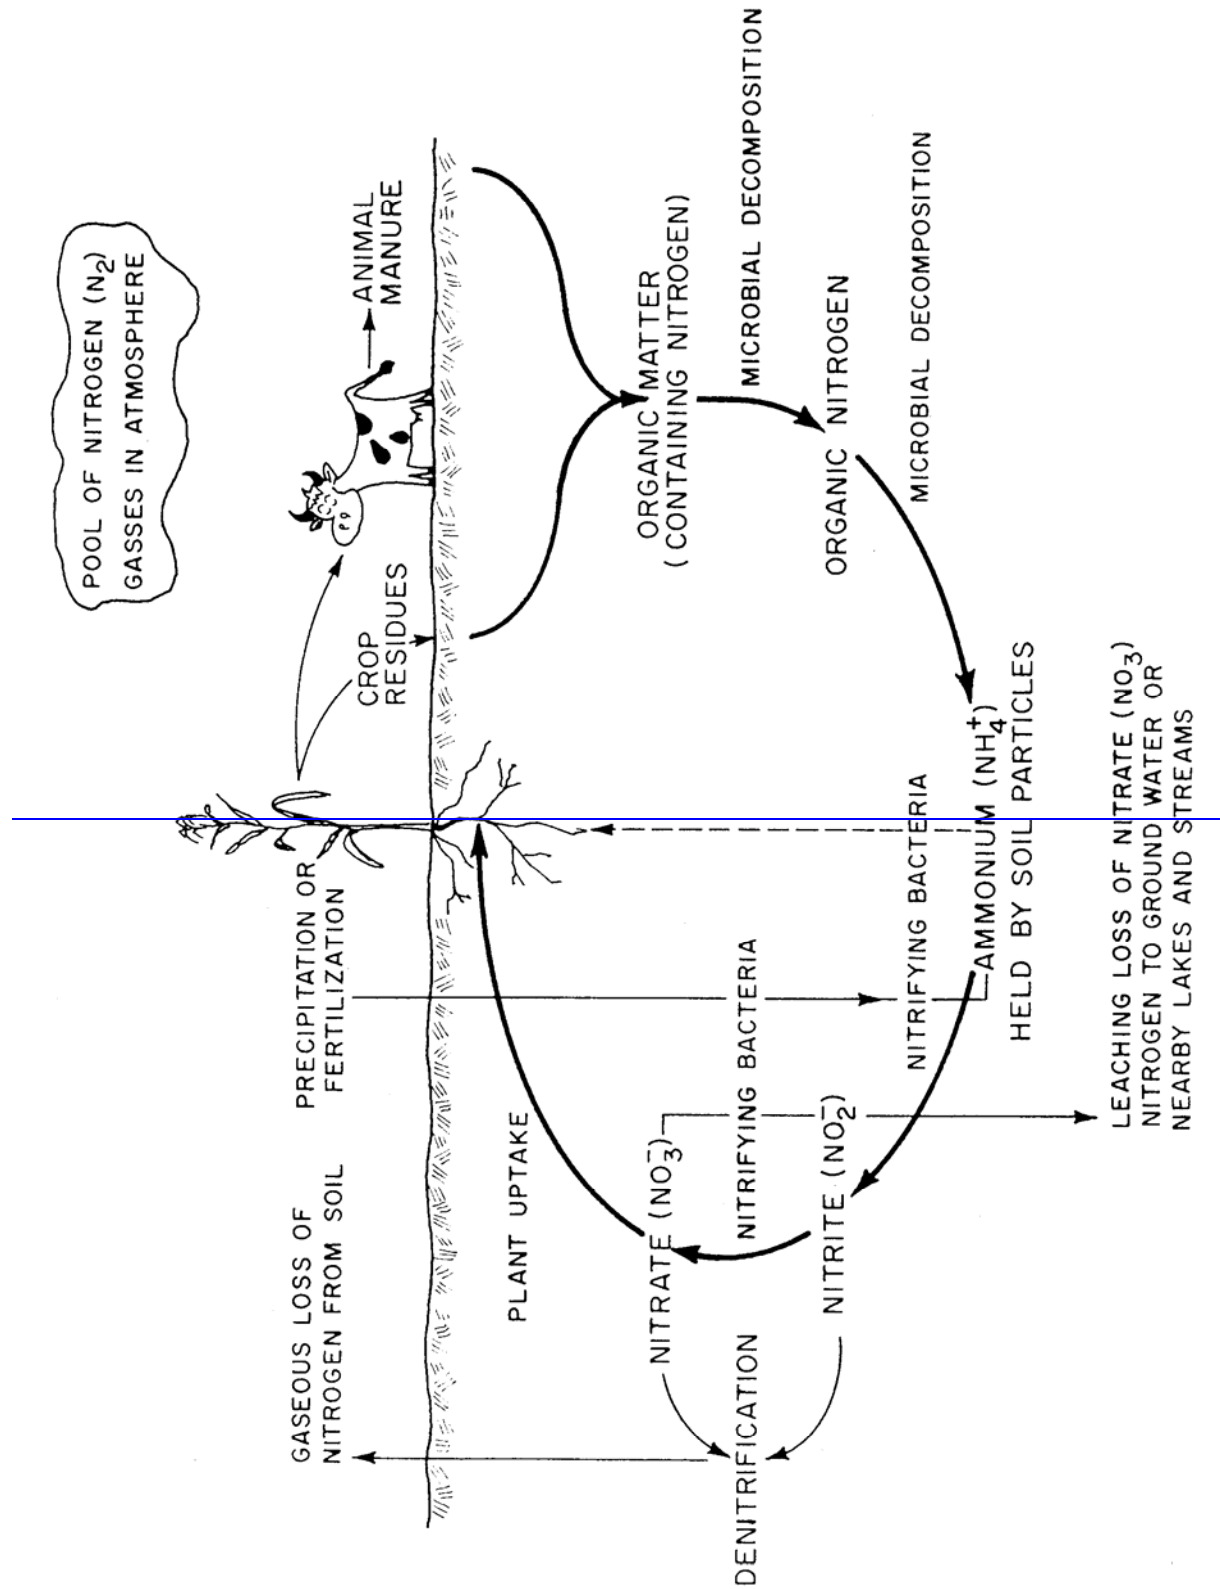 POOL OF NITROGEN (N2)
GASSES IN ATMOSPHERE
GASEOUS LOSS OF
NITROGEN FROM SOIL
PRECIPITATION OR
FERTILIZATION
CROP
RESIDUES
ANIMAL
MANURE
PLANT UPTAKE
ORGANIC MATTER
(CONTAINING NITROGEN)
NITRATE (NO3-)
DENITRIFICATION
NITRIFYING BACTERIA
MICROBIAL DECOMPOSITION
NITRITE (NO2-)
ORGANIC NITROGEN
NITRIFYING BACTERIA
MICROBIAL DECOMPOSITION
AMMONIUM (NH4+)
HELD BY SOIL PARTICLES
LEACHING LOSS OF NITRATE (NO3)
NITROGEN TO GROUND WATER OR
NEARBY LAKES AND STREAMS